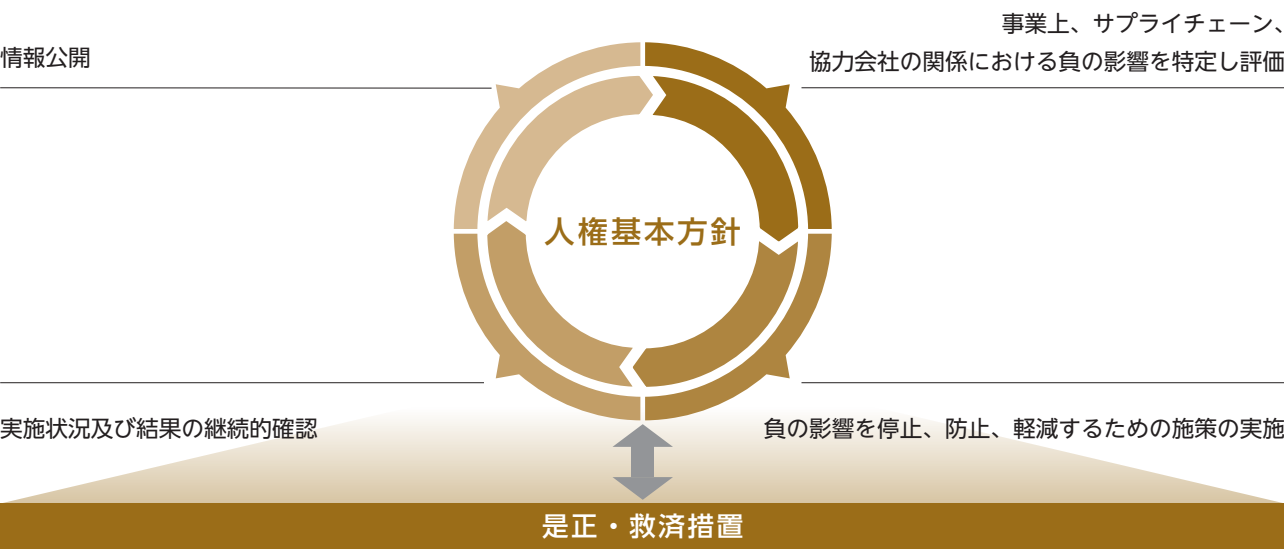 情報公開
事業上、サプライチェーン、
協力会社の関係における負の影響を特定し評価
人権基本方針
実施状況及び結果の継続的確認
負の影響を停止、防止、軽減するための施策の実施
是正・救済措置